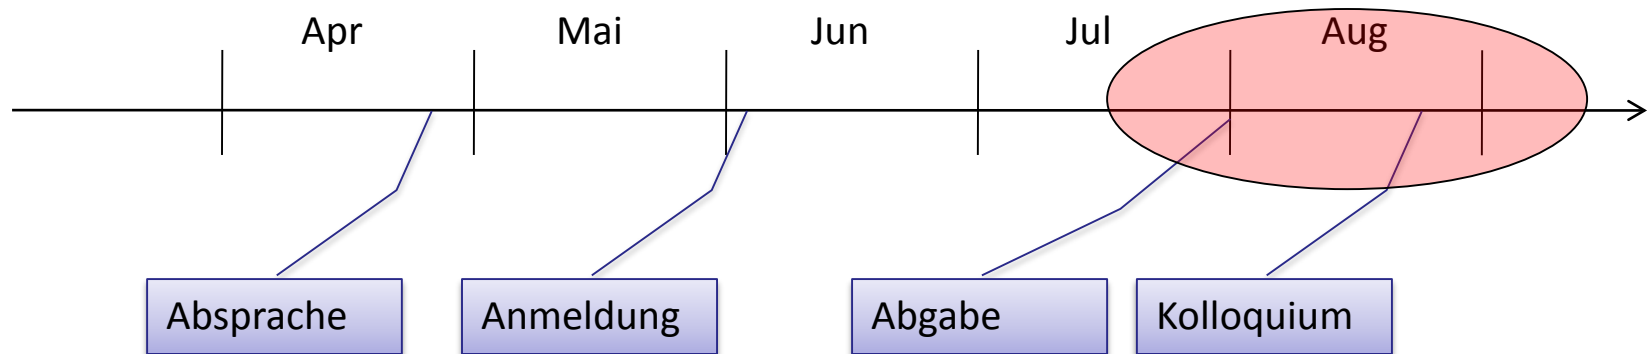 Apr
Mai
Jun
Jul
Aug
Absprache
Anmeldung
Abgabe
Kolloquium